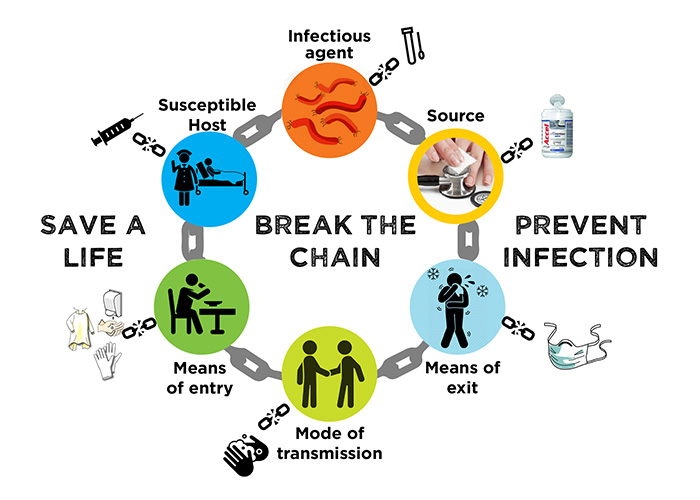 Infectious
agent
Susceptible
Host
Source
Accel
SAVE A
LIFE
BREAK THE
CHAIN
PREVENT
INFECTION
Means
of entry
Means of
exit
Mode of
transmission